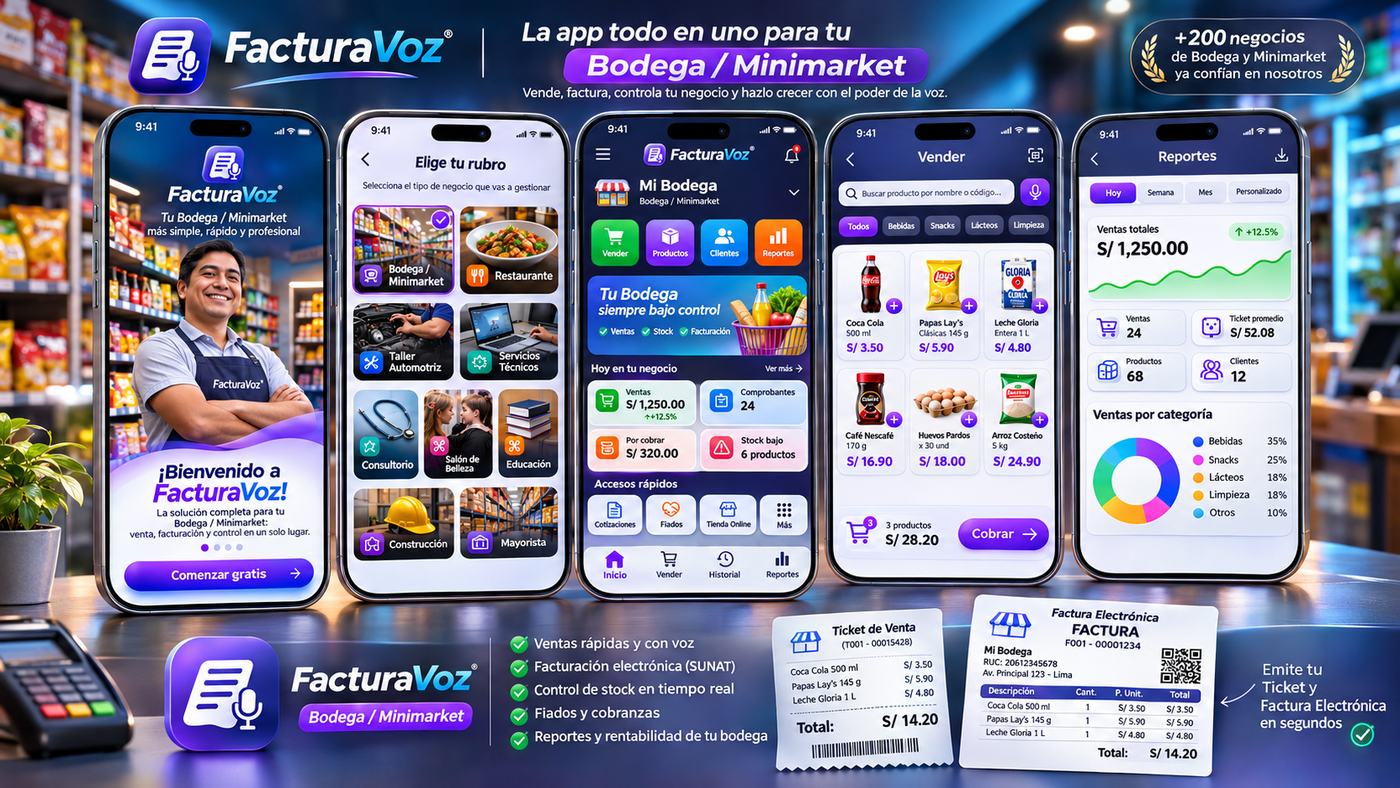 FacturaVoz®
La app todo en uno para tu
Bodega / Minimarket
Vende, factura, controla tu negocio y hazlo crecer con el poder de la voz.
+200 negocios
de Bodega y Minimarket
ya confían en nosotros
9:41
FacturaVoz®
Tu Bodega / Minimarket
más simple, rápido y profesional
FacturaVoz®
¡Bienvenido a
FacturaVoz!
La solución completa para tu
Bodega / Minimarket:
venta, facturación y control en un solo lugar.
Comenzar gratis
9:41
Elige tu rubro
Selecciona el tipo de negocio que vas a gestionar
Bodega /
Minimarket
Restaurante
Taller
Automotriz
Servicios
Técnicos
Consultorio
Salón de
Belleza
Educación
Construcción
Mayorista
9:41
FacturaVoz®
Mi Bodega
Bodega / Minimarket
Vender
Productos
Clientes
Reportes
Tu Bodega
siempre bajo control
Ventas
Stock
Facturación
Hoy en tu negocio
Ver más
Ventas
S/ 1,250.00
+12.5%
Comprobantes
24
Por cobrar
S/ 320.00
Stock bajo
6 productos
Accesos rápidos
Cotizaciones
Fiados
Tienda Online
Más
Inicio
Vender
Historial
Reportes
9:41
Vender
Buscar producto por nombre o código...
Todos
Bebidas
Snacks
Lácteos
Limpieza
Lays
GLORIA
Coca Cola
500 ml
S/ 3.50
Papas Lay's
Clásicas 145 g
S/ 5.90
Leche Gloria
Entera 1 L
S/ 4.80
Café Nescafé
170 g
S/ 16.90
Huevos Pardos
x 30 und
S/ 18.00
Arroz Costeño
5 kg
S/ 24.90
3
3 productos
S/ 28.20
Cobrar
9:41
Reportes
Hoy
Semana
Mes
Personalizado
Ventas totales
S/ 1,250.00
+12.5%
Ventas
24
Ticket promedio
S/ 52.08
Productos
68
Clientes
12
Ventas por categoría
Bebidas 35%
Snacks 25%
Lácteos 18%
Limpieza 18%
Otros 10%
FacturaVoz®
Bodega / Minimarket
Ventas rápidas y con voz
Facturación electrónica (SUNAT)
Control de stock en tiempo real
Fiados y cobranzas
Reportes y rentabilidad de tu bodega
Ticket de Venta
(T001 - 00015428)
Coca Cola 500 ml S/ 3.50
Papas Lay's 145 g S/ 5.90
Leche Gloria 1 L S/ 4.80
Total: S/ 14.20
Factura Electrónica
FACTURA
F001 - 00001234
Mi Bodega
RUC: 20612345678
Av. Principal 123 - Lima
Descripción Cant. P. Unit. Total
Coca Cola 500 ml 1 S/ 3.50 S/ 3.50
Papas Lay's 145 g 1 S/ 5.90 S/ 5.90
Leche Gloria 1 L 1 S/ 4.80 S/ 4.80
Total: S/ 14.20
Emite tu
Ticket y
Factura Electrónica
en segundos